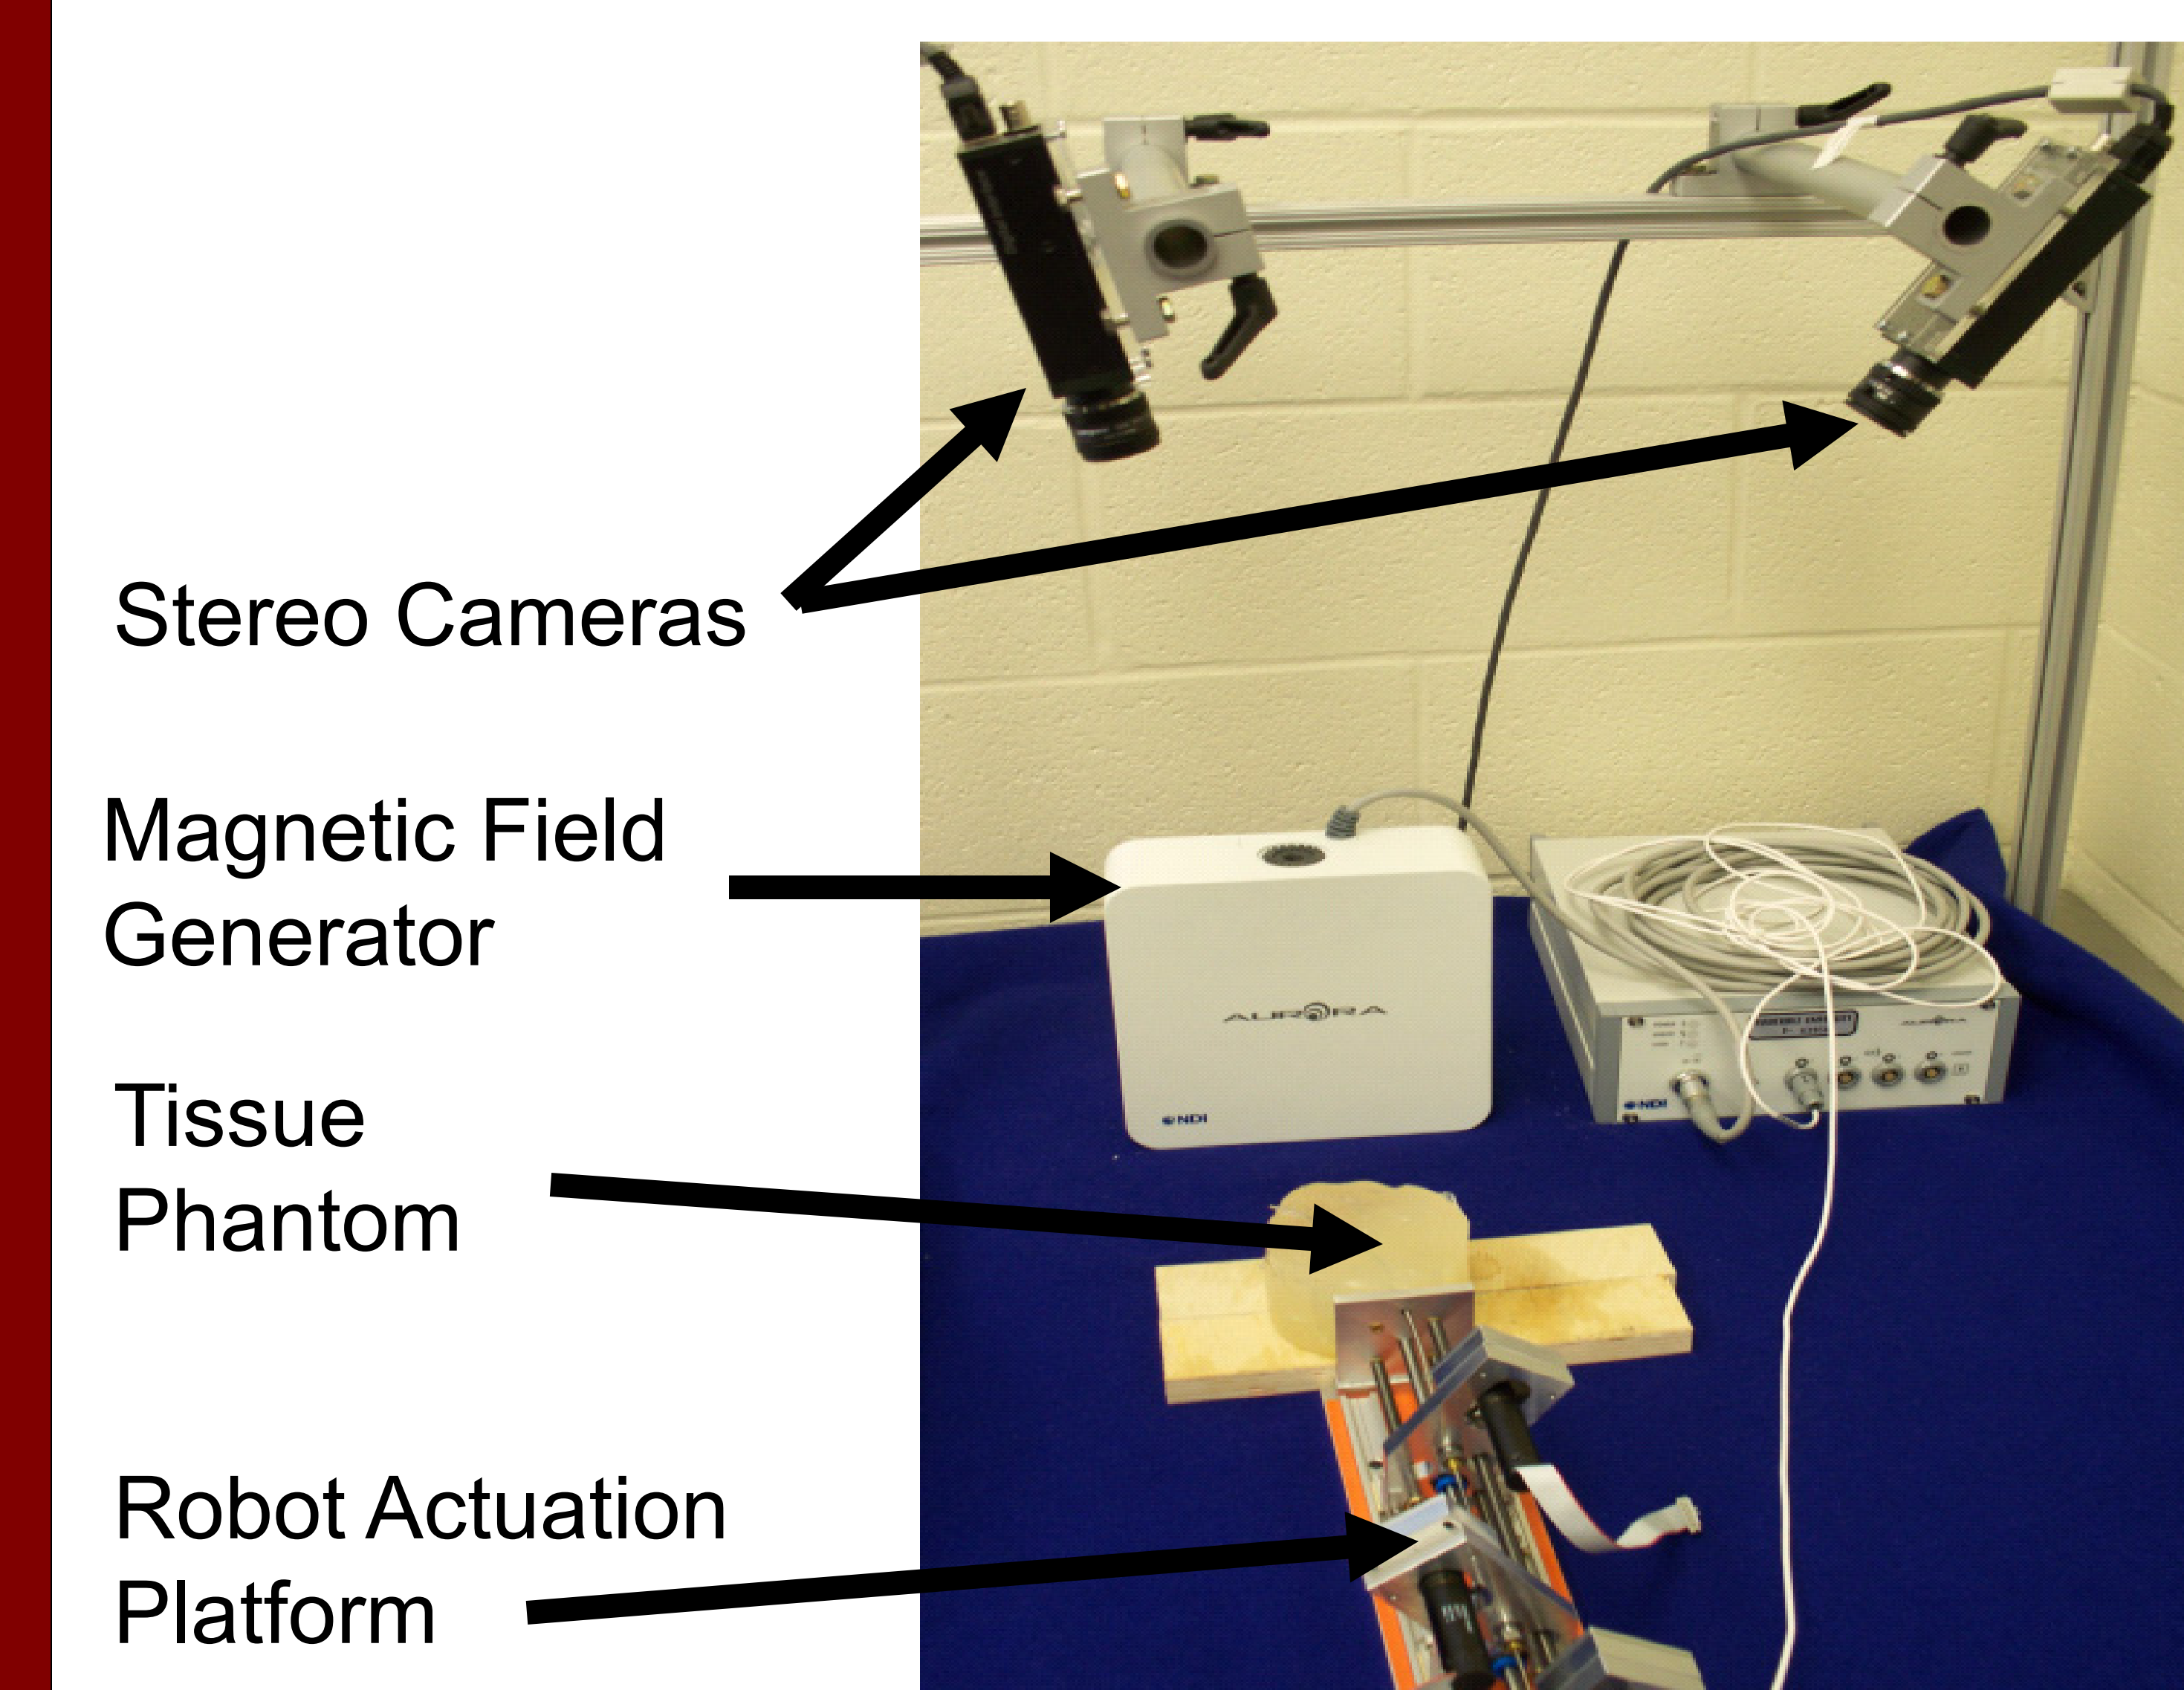 Stereo Cameras
Magnetic Field
Generator
Tissue
Phantom
Robot Actuation
Platform
AURORA
NDI
AURORA
NDI